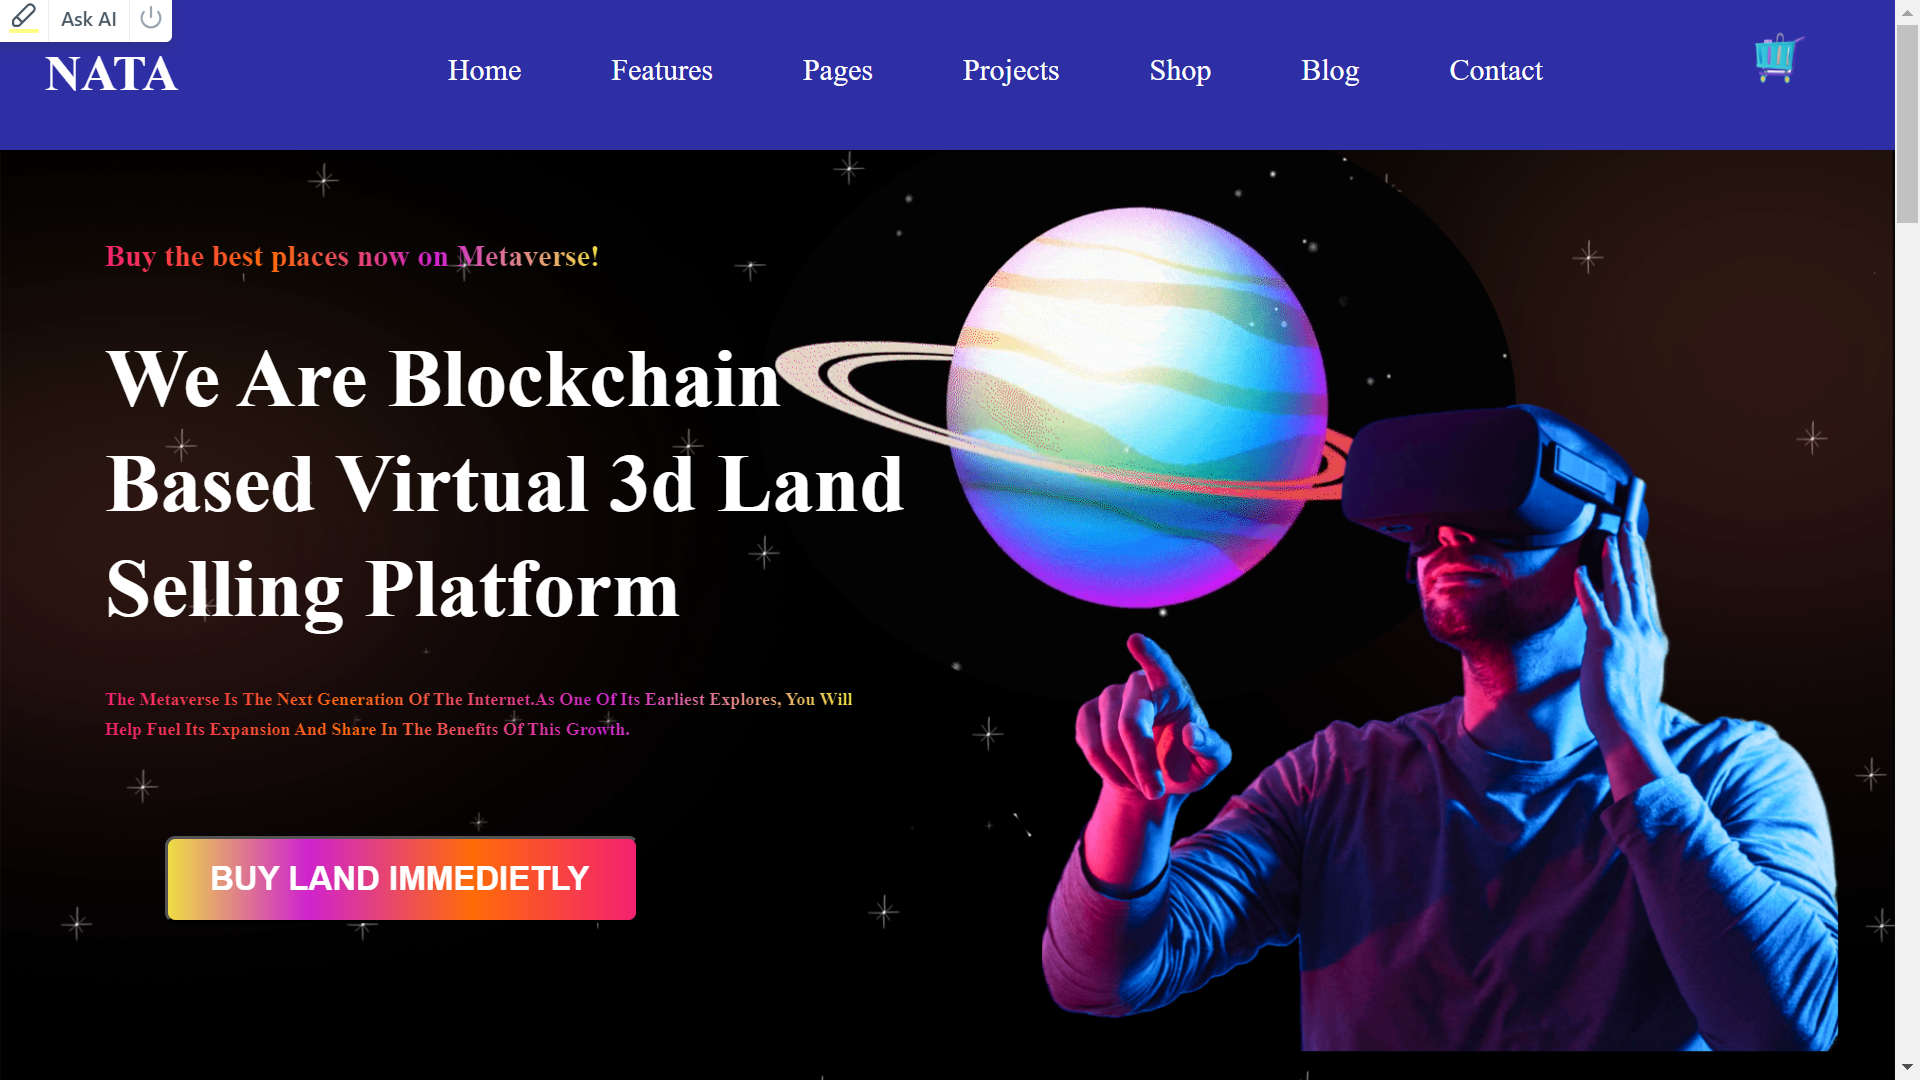 Ask AI
NATA
Home Features Pages Projects Shop Blog Contact
Buy the best places now on Metaverse!
We Are Blockchain
Based Virtual 3d Land
Selling Platform
The Metaverse Is The Next Generation Of The Internet.As One Of Its Earliest Explores, You Will
Help Fuel Its Expansion And Share In The Benefits Of This Growth.
BUY LAND IMMEDIETLY